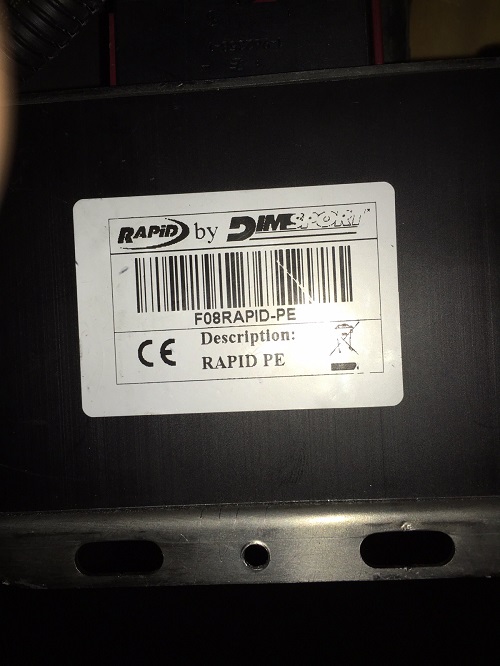 RAPiD by DIMSPORT
F08RAPID-PE
CE Description:
RAPID PE